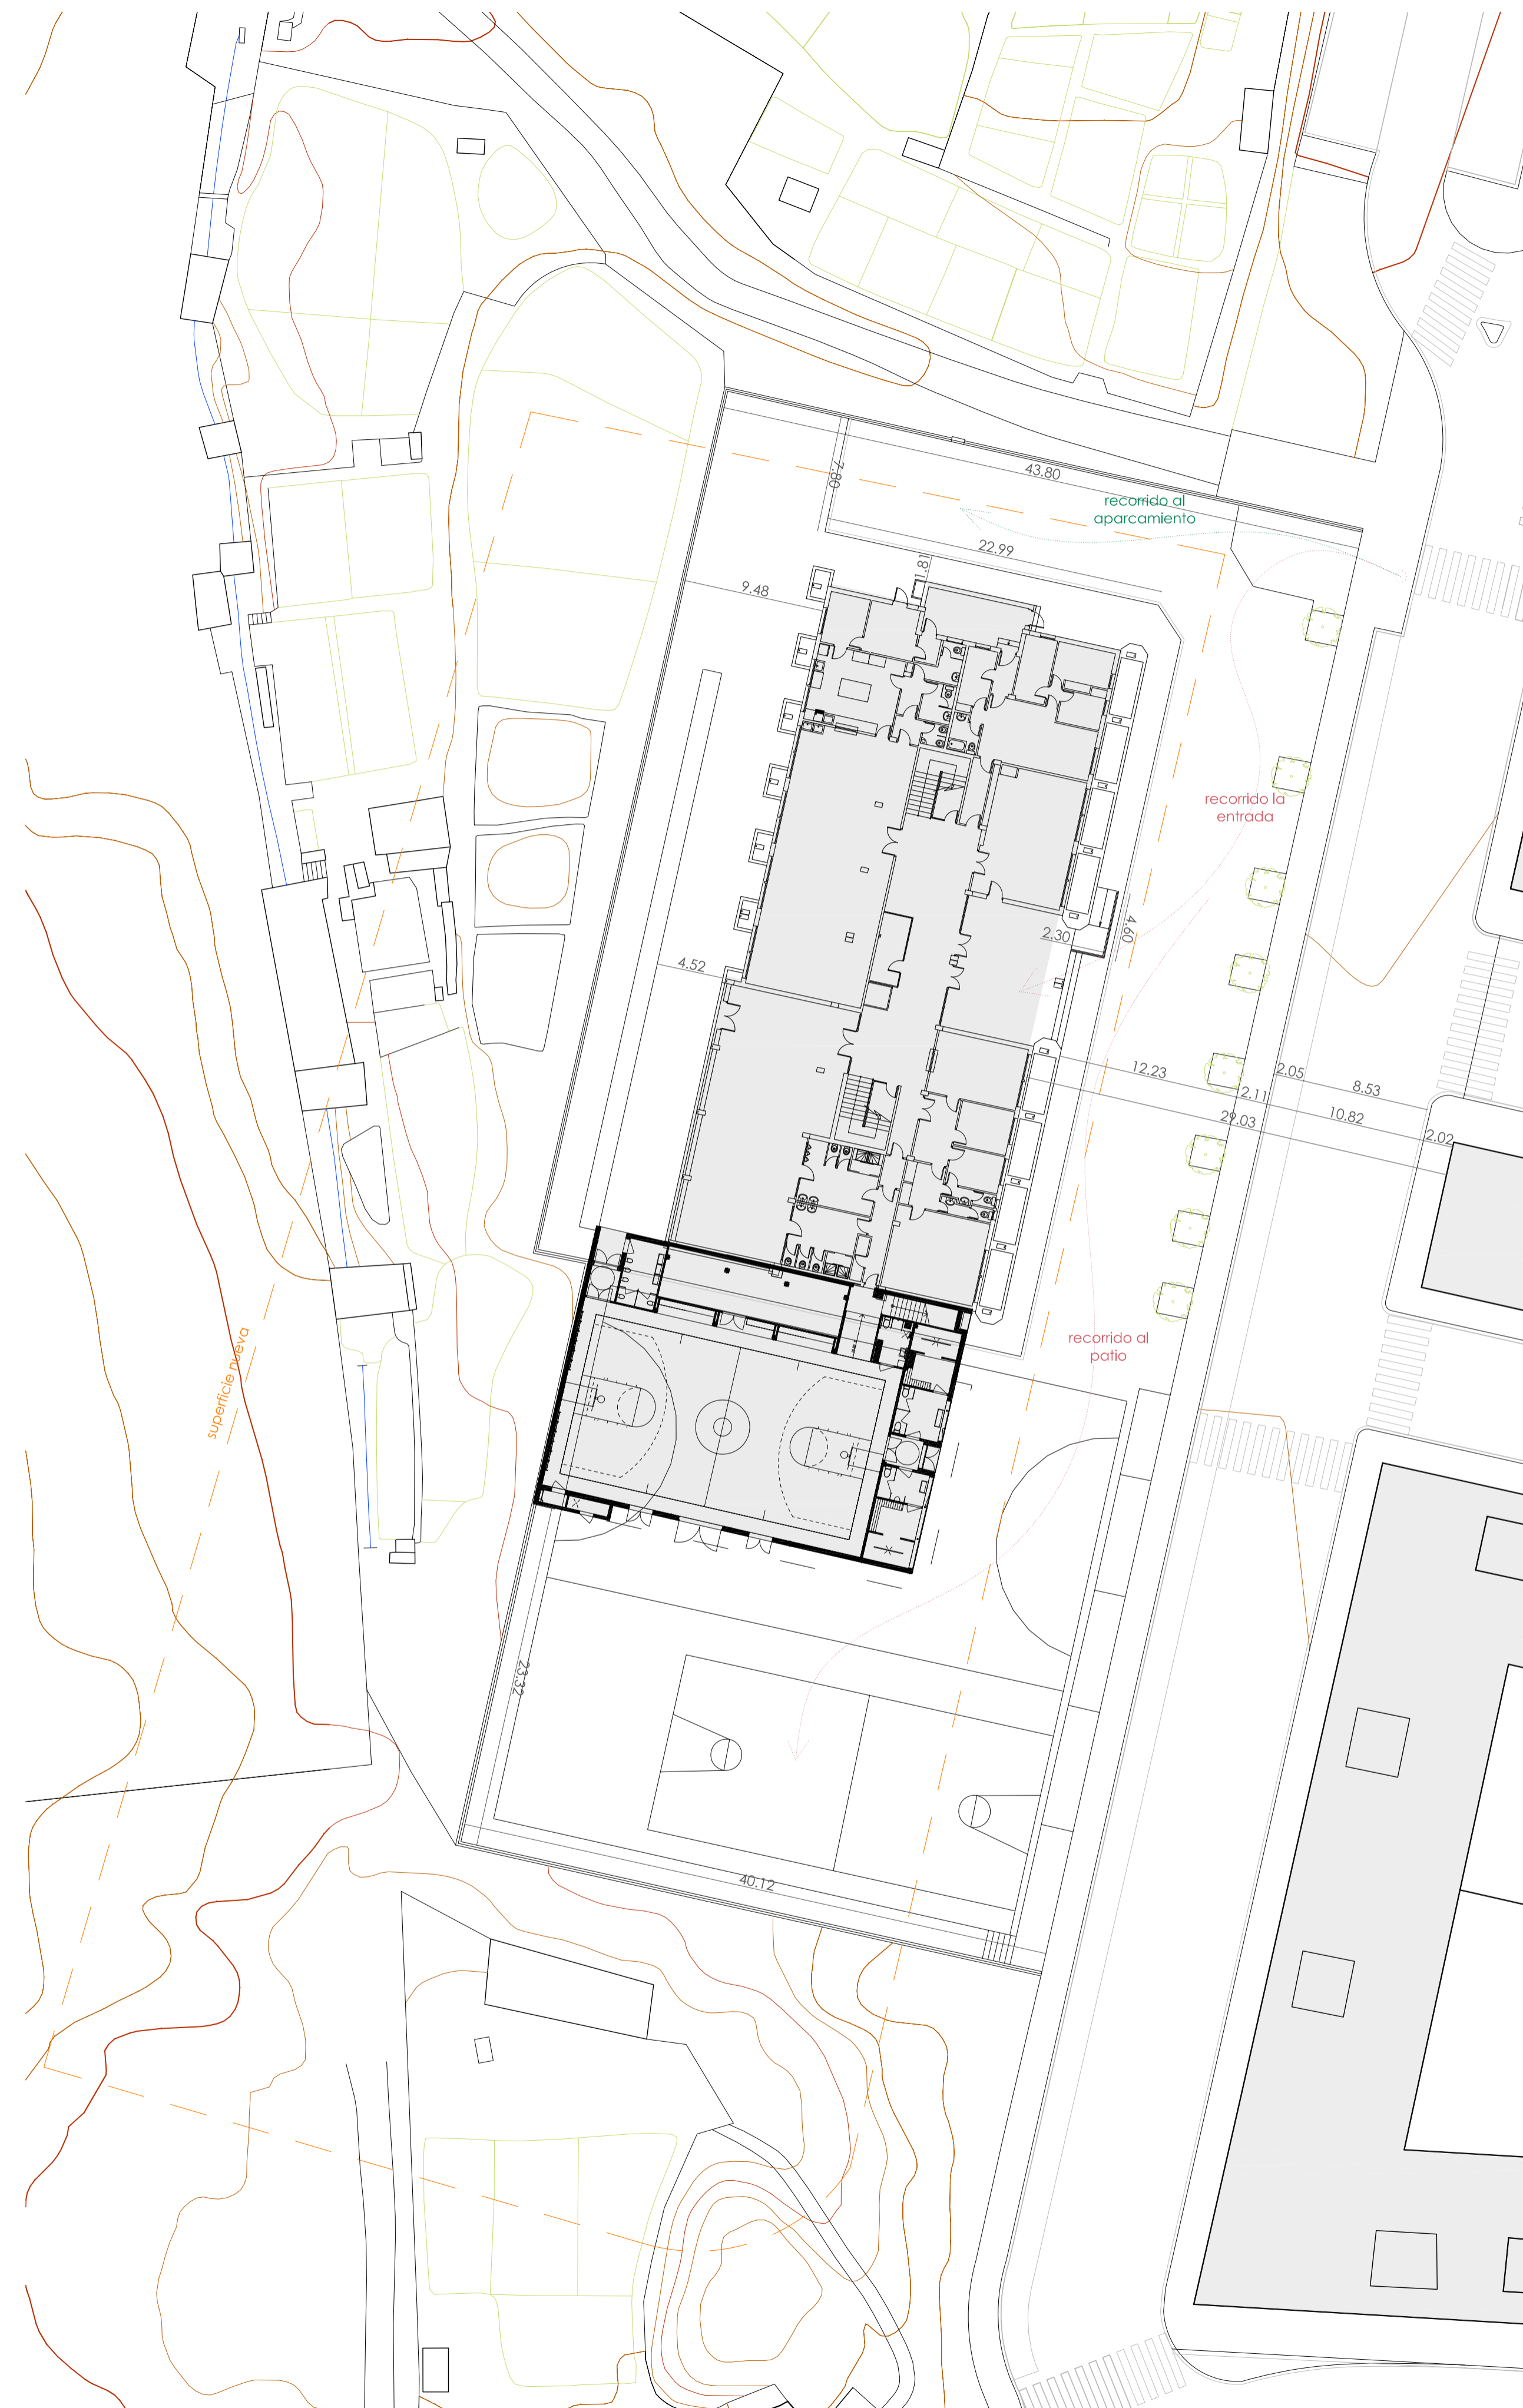 43.80
7.80
recorrido al
aparcamiento
22.99
1.8
9.48
recorrido la
entrada
4.60
2.30
4.52
12.23
2.05
8.53
2.11
10.82
29.03
2.02
superficie nueva
recorrido al
patio
23.32
40.12